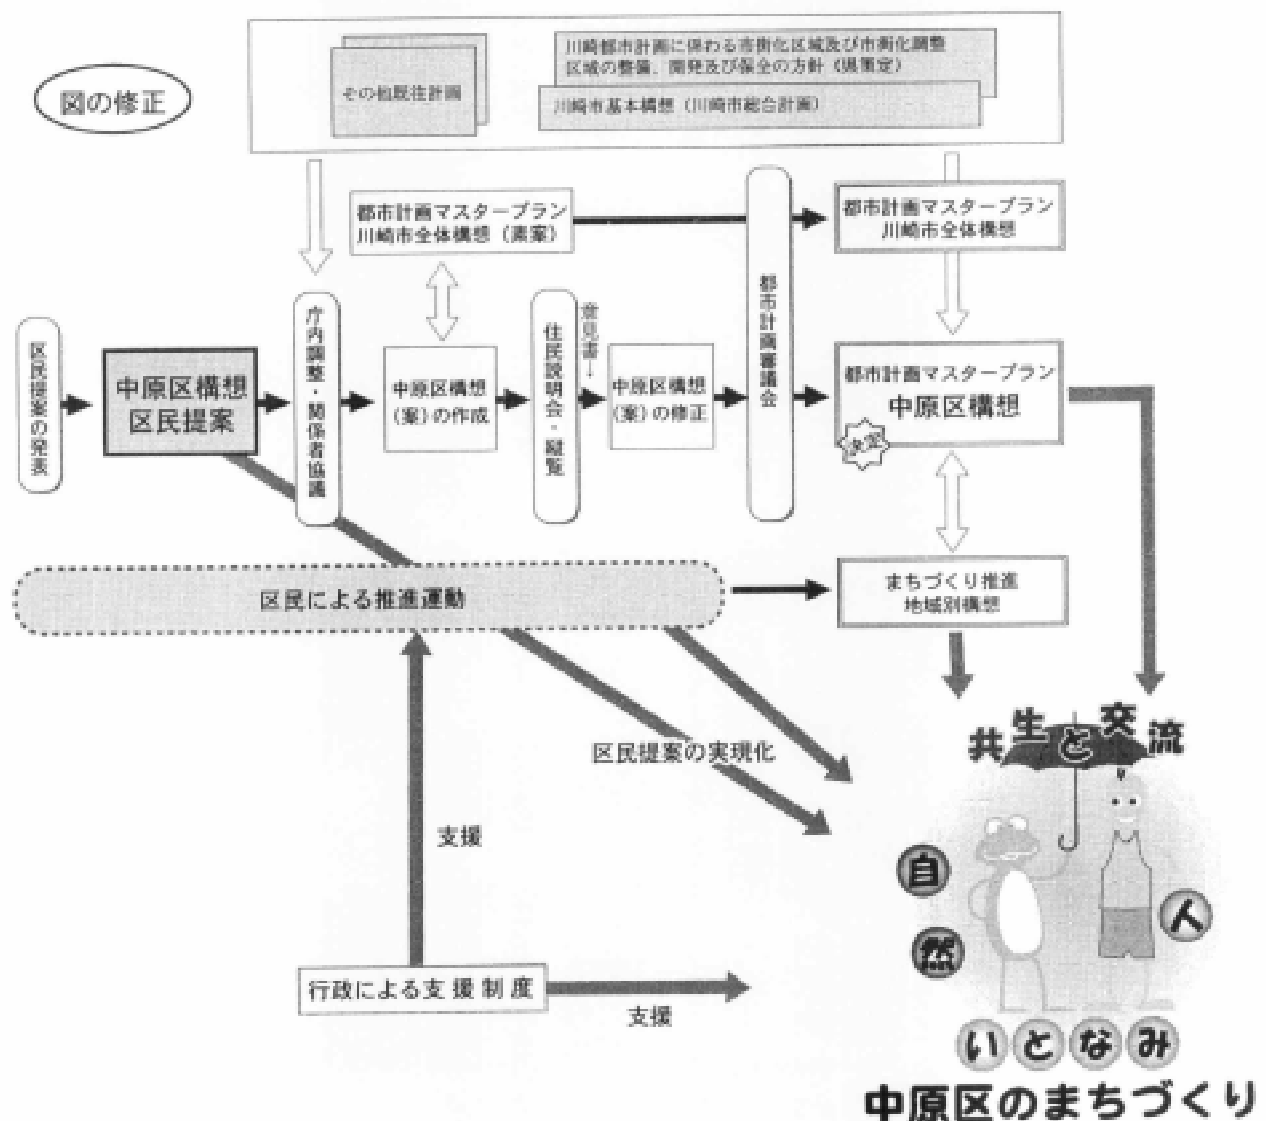 図の修正
その他既往計画
川崎都市計画に係わる市街化区域及び市街化調整
区域の整備、開発及び保全の方針（県策定）
川崎市基本構想（川崎市総合計画）
都市計画マスタープラン
川崎市全体構想（素案）
都市計画マスタープラン
川崎市全体構想
区民提案の発表
中原区構想
区民提案
庁内調整・関係者協議
中原区構想
（案）の作成
住民説明会・縦覧
意見書→
中原区構想
（案）の修正
都市計画審議会
都市計画マスタープラン
中原区構想
決定
区民による推進運動
まちづくり推進
地域別構想
区民提案の実現化
支援
行政による支援制度
支援
共生と交流
自然
人
いとなみ
中原区のまちづくり